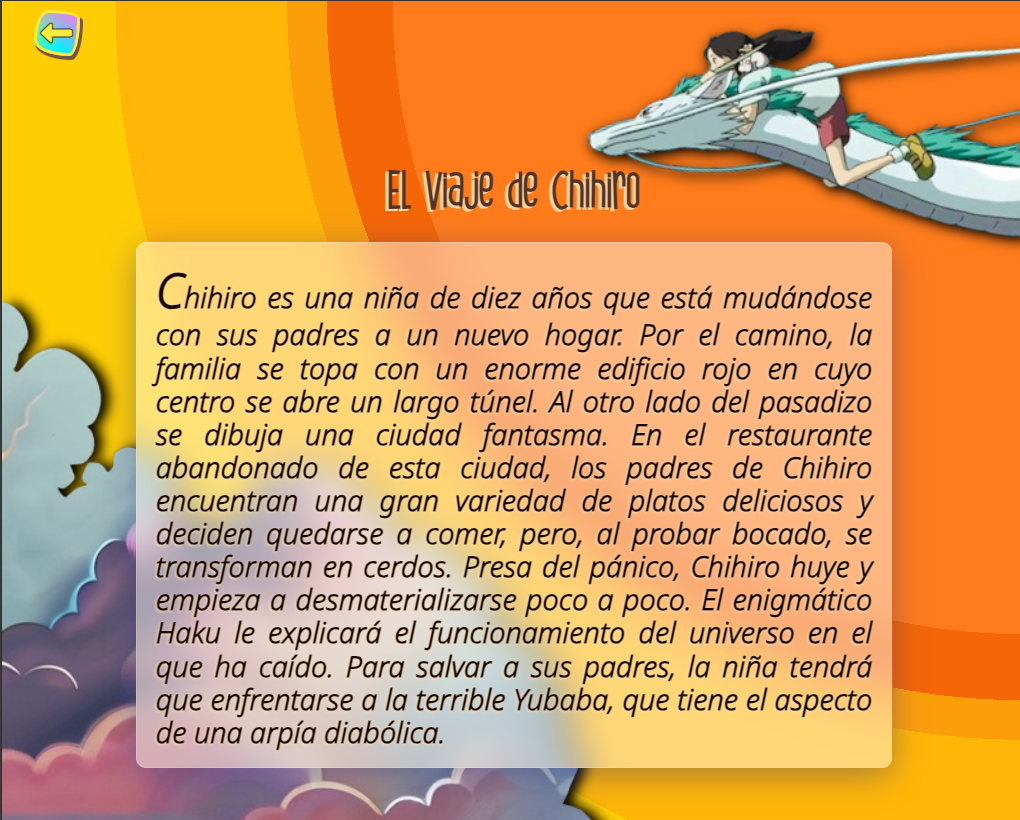 El Viaje de Chihiro
Chihiro es una niña de diez años que está mudándose
con sus padres a un nuevo hogar. Por el camino, la
familia se topa con un enorme edificio rojo en cuyo
centro se abre un largo túnel. Al otro lado del pasadizo
se dibuja una ciudad fantasma. En el restaurante
abandonado de esta ciudad, los padres de Chihiro
encuentran una gran variedad de platos deliciosos y
deciden quedarse a comer, pero, al probar bocado, se
transforman en cerdos. Presa del pánico, Chihiro huye y
empieza a desmaterializarse poco a poco. El enigmático
Haku le explicará el funcionamiento del universo en el
que ha caído. Para salvar a sus padres, la niña tendrá
que enfrentarse a la terrible Yubaba, que tiene el aspecto
de una arpía diabólica.